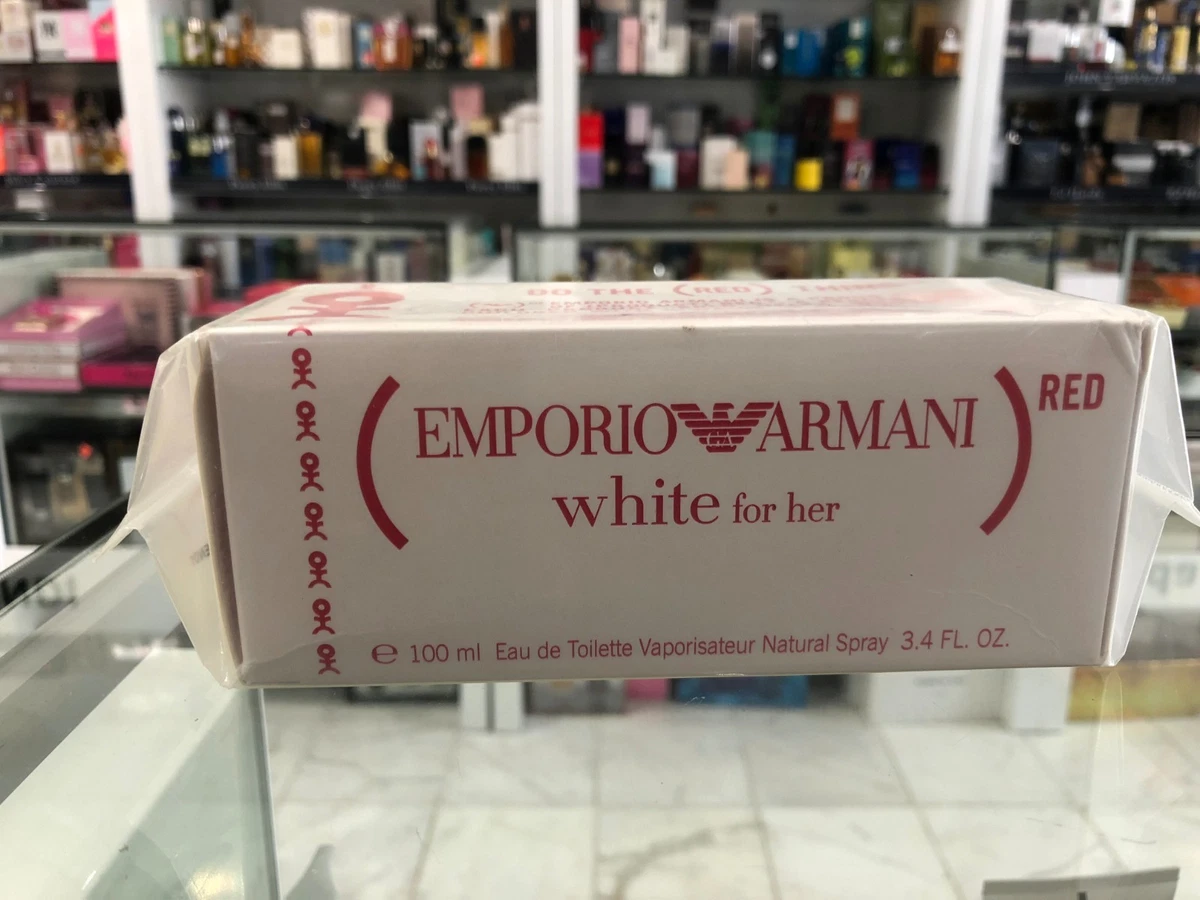 DO THE (RED) THING
EMPORIO ARMANI RED
white for her
e 100 ml Eau de Toilette Vaporisateur Natural Spray 3.4 FL. OZ.